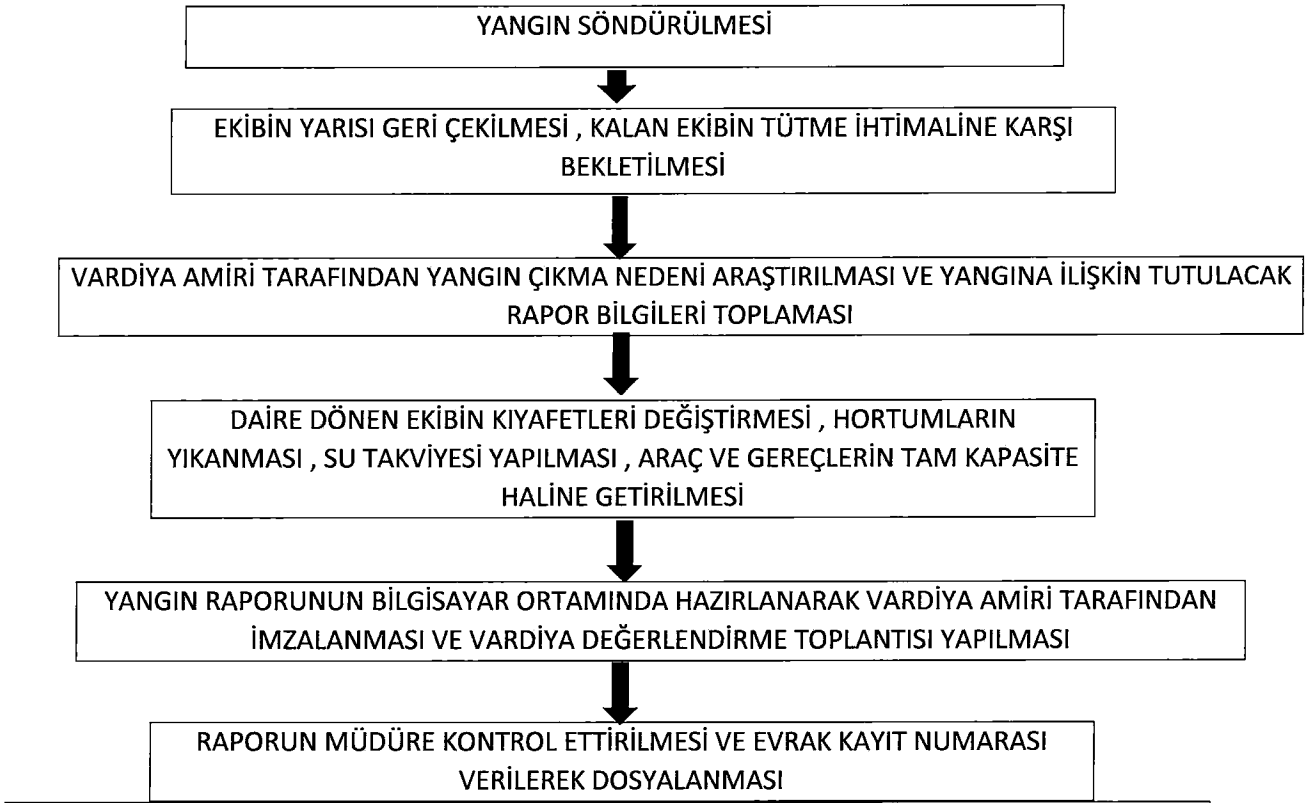 YANGIN SÖNDÜRÜLMESİ
EKİBİN YARISI GERİ ÇEKİLMESİ , KALAN EKİBİN TÜTME İHTİMALİNE KARŞI
BEKLETİLMESİ
VARDİYA AMİRİ TARAFINDAN YANGIN ÇIKMA NEDENİ ARAŞTIRILMASI VE YANGINA İLİŞKİN TUTULACAK
RAPOR BİLGİLERİ TOPLAMASI
DAİRE DÖNEN EKİBİN KIYAFETLERİ DEĞİŞTİRMESİ , HORTUMLARIN
YIKANMASI , SU TAKVİYESİ YAPILMASI , ARAÇ VE GEREÇLERİN TAM KAPASİTE
HALİNE GETİRİLMESİ
YANGIN RAPORUNUN BİLGİSAYAR ORTAMINDA HAZIRLANARAK VARDİYA AMİRİ TARAFINDAN
İMZALANMASI VE VARDİYA DEĞERLENDİRME TOPLANTISI YAPILMASI
RAPORUN MÜDÜRE KONTROL ETTİRİLMESİ VE EVRAK KAYIT NUMARASI
VERİLEREK DOSYALANMASI